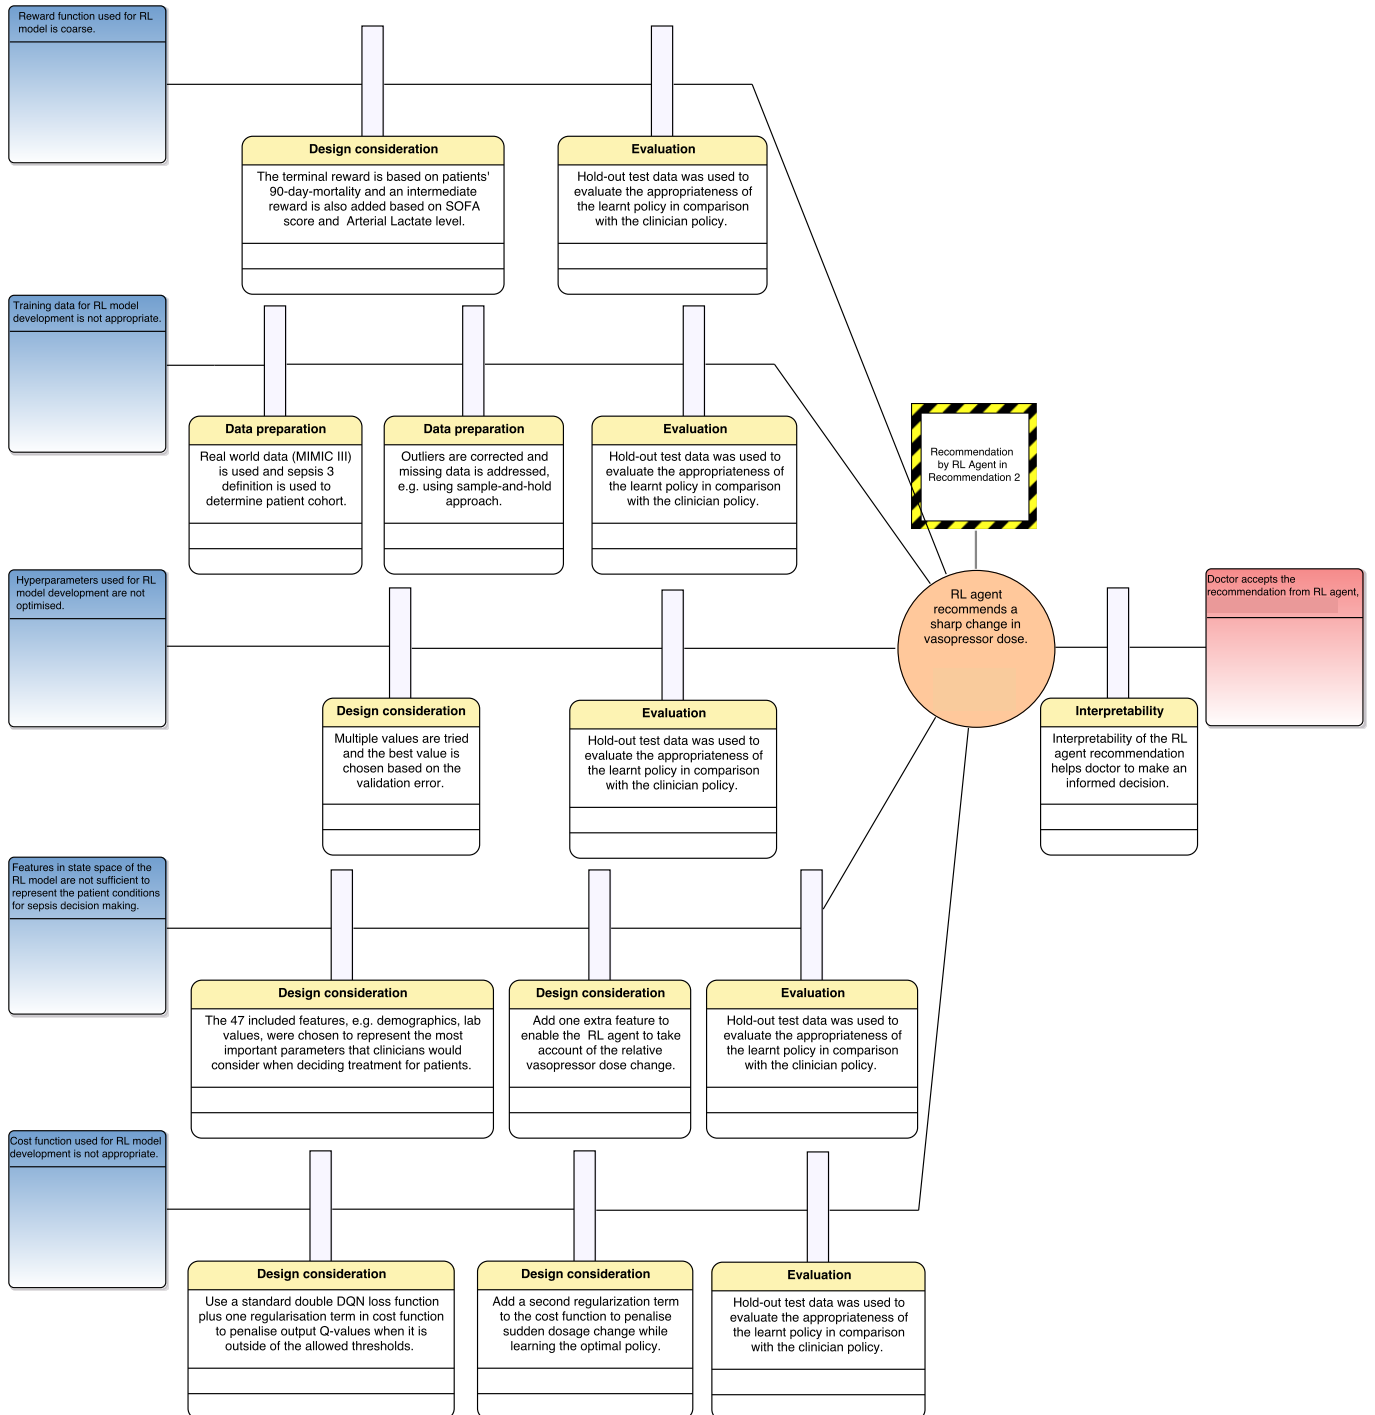 Reward function used for RL
model is coarse.
Design consideration
The terminal reward is based on patients'
90-day-mortality and an intermediate
reward is also added based on SOFA
score and Arterial Lactate level.
Evaluation
Hold-out test data was used to
evaluate the appropriateness of
the learnt policy in comparison
with the clinician policy.
Training data for RL model
development is not appropriate.
Data preparation
Real world data (MIMIC III)
is used and sepsis 3
definition is used to
determine patient cohort.
Data preparation
Outliers are corrected and
missing data is addressed,
e.g. using sample-and-hold
approach.
Evaluation
Hold-out test data was used to
evaluate the appropriateness of
the learnt policy in comparison
with the clinician policy.
Recommendation
by RL Agent in
Recommendation 2
Hyperparameters used for RL
model development are not
optimised.
Design consideration
Multiple values are tried
and the best value is
chosen based on the
validation error.
Evaluation
Hold-out test data was used to
evaluate the appropriateness of
the learnt policy in comparison
with the clinician policy.
RL agent
recommends a
sharp change in
vasopressor dose.
Interpretability
Interpretability of the RL
agent recommendation
helps doctor to make an
informed decision.
Doctor accepts the
recommendation from RL agent,
Features in state space of the
RL model are not sufficient to
represent the patient conditions
for sepsis decision making.
Design consideration
The 47 included features, e.g. demographics, lab
values, were chosen to represent the most
important parameters that clinicians would
consider when deciding treatment for patients.
Design consideration
Add one extra feature to
enable the RL agent to take
account of the relative
vasopressor dose change.
Evaluation
Hold-out test data was used to
evaluate the appropriateness of
the learnt policy in comparison
with the clinician policy.
Cost function used for RL model
development is not appropriate.
Design consideration
Use a standard double DQN loss function
plus one regularisation term in cost function
to penalise output Q-values when it is
outside of the allowed thresholds.
Design consideration
Add a second regularization term
to the cost function to penalise
sudden dosage change while
learning the optimal policy.
Evaluation
Hold-out test data was used to
evaluate the appropriateness of
the learnt policy in comparison
with the clinician policy.